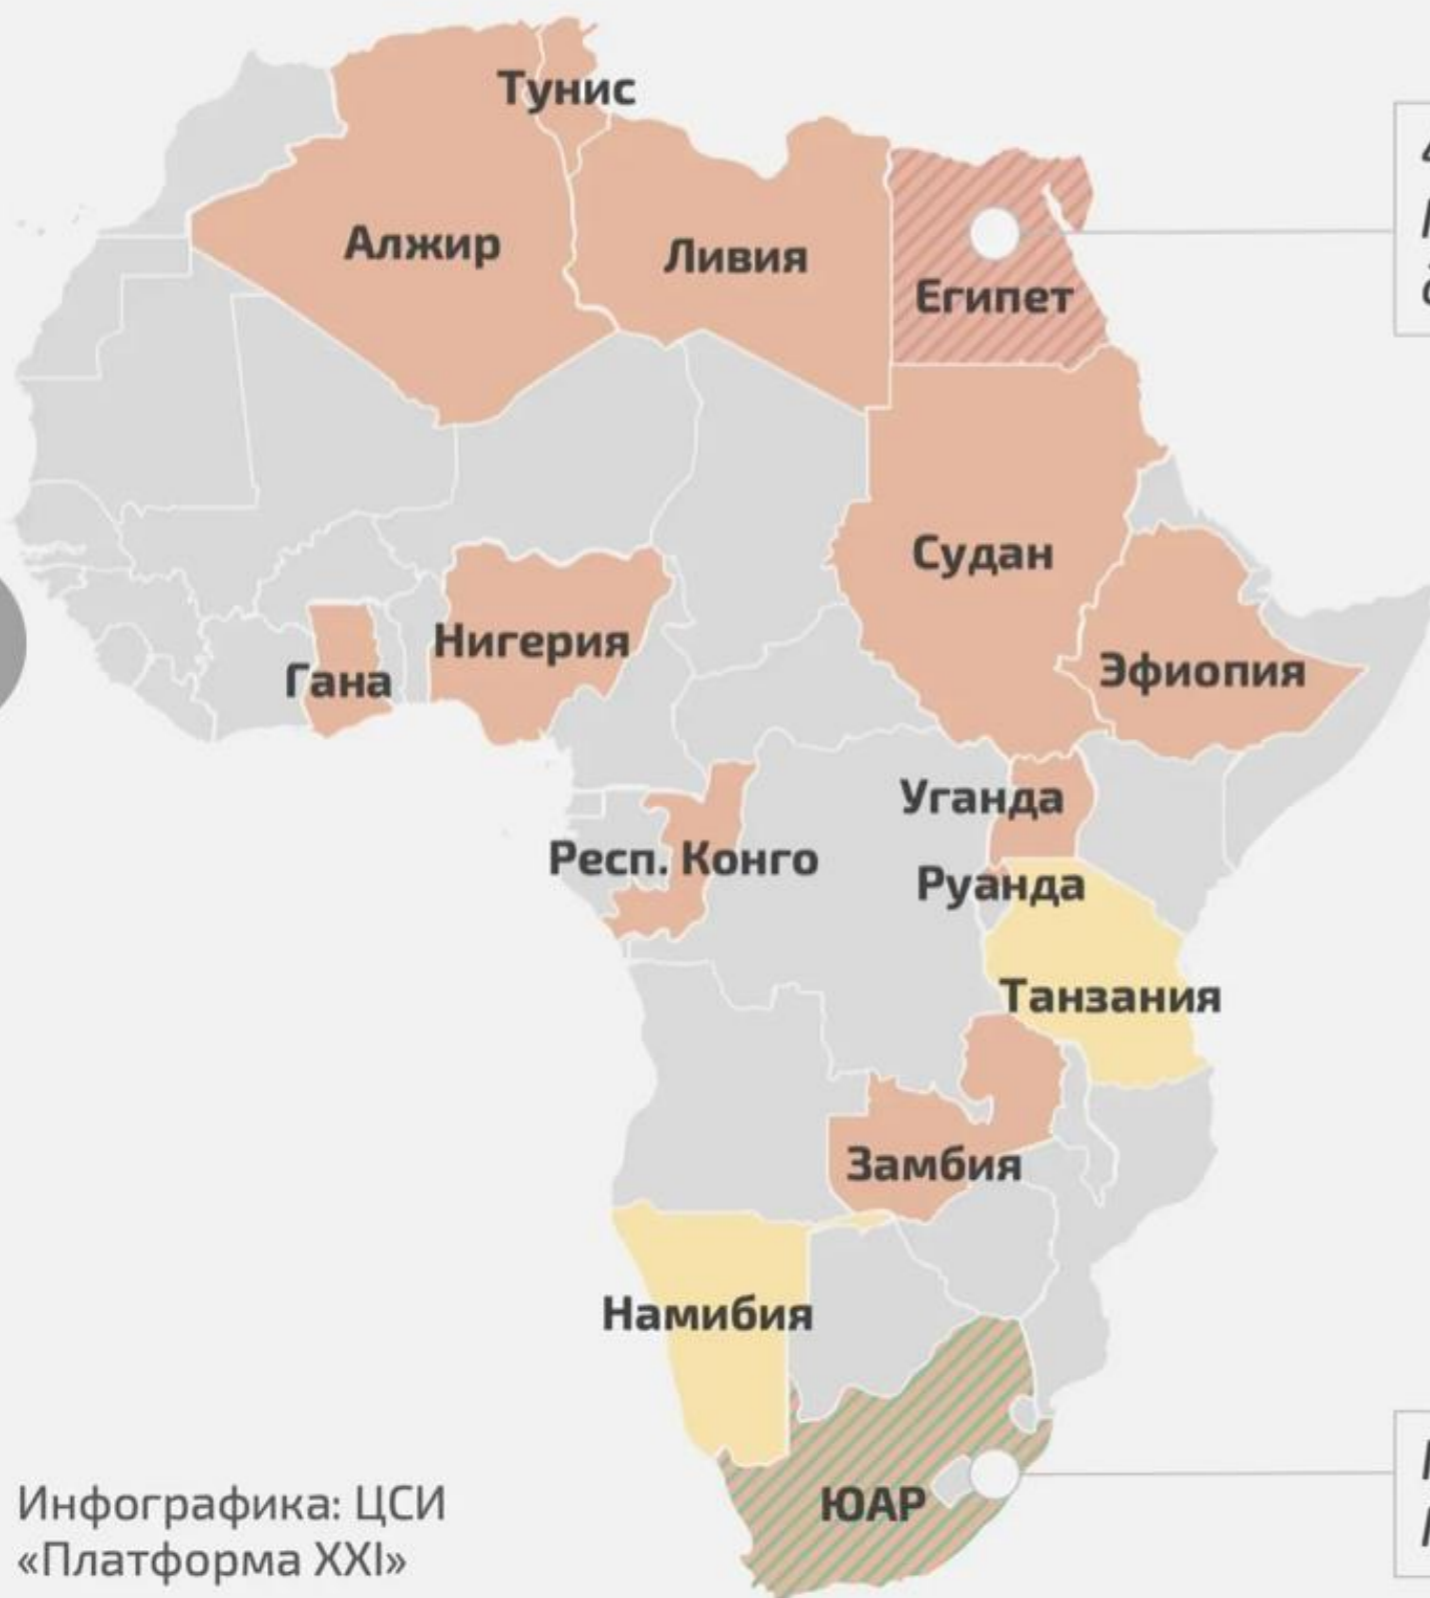 Тунис
Алжир
Ливия
Египет
Судан
Нигерия
Гана
Эфиопия
Уганда
Респ. Конго
Руанда
Танзания
Замбия
Намибия
ЮАР
Инфографика: ЦСИ
«Платформа XXI»